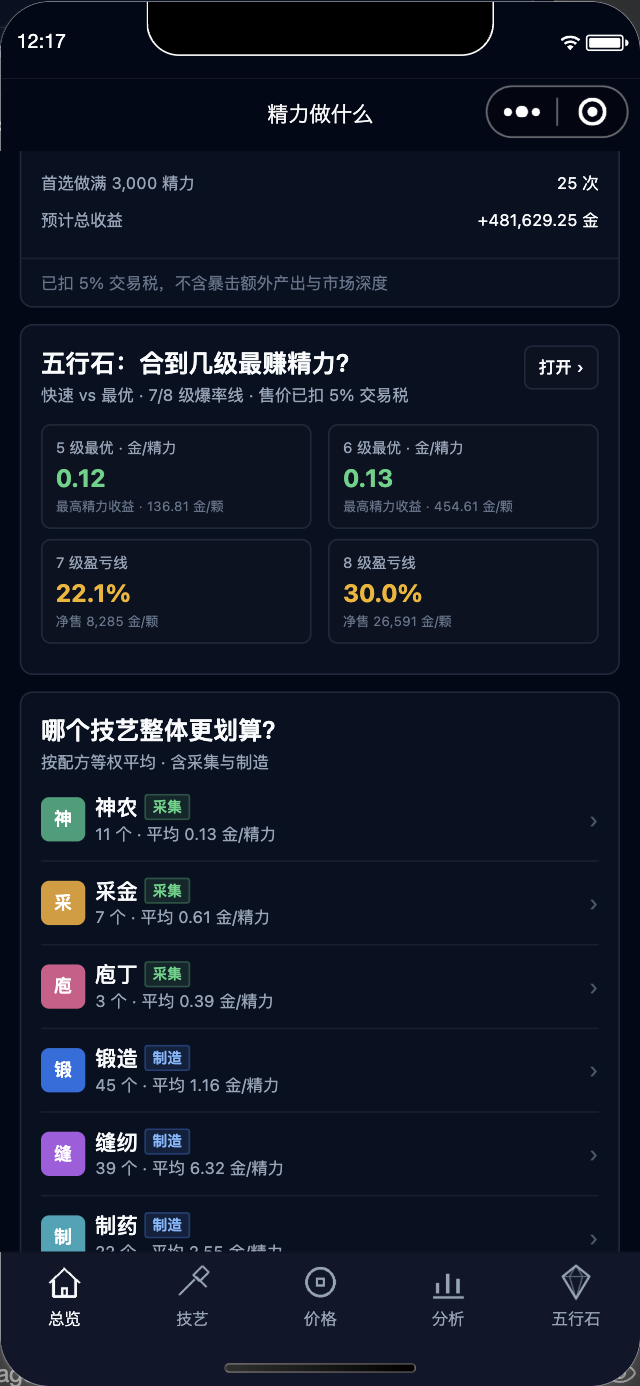 12:17
精力做什么
首选做满 3,000 精力
25 次
预计总收益
+481,629.25 金
已扣 5% 交易税，不含暴击额外产出与市场深度
五行石：合到几级最赚精力?
打开 ›
快速 vs 最优 · 7/8 级爆率线 · 售价已扣 5% 交易税
5 级最优 · 金/精力
0.12
最高精力收益 · 136.81 金/颗
6 级最优 · 金/精力
0.13
最高精力收益 · 454.61 金/颗
7 级盈亏线
22.1%
净售 8,285 金/颗
8 级盈亏线
30.0%
净售 26,591 金/颗
哪个技艺整体更划算?
按配方等权平均 · 含采集与制造
神
神农 采集
11 个 · 平均 0.13 金/精力
采
采金 采集
7 个 · 平均 0.61 金/精力
庖
庖丁 采集
3 个 · 平均 0.39 金/精力
锻
锻造 制造
45 个 · 平均 1.16 金/精力
缝
缝纫 制造
39 个 · 平均 6.32 金/精力
制
制药 制造
总览
技艺
价格
分析
五行石